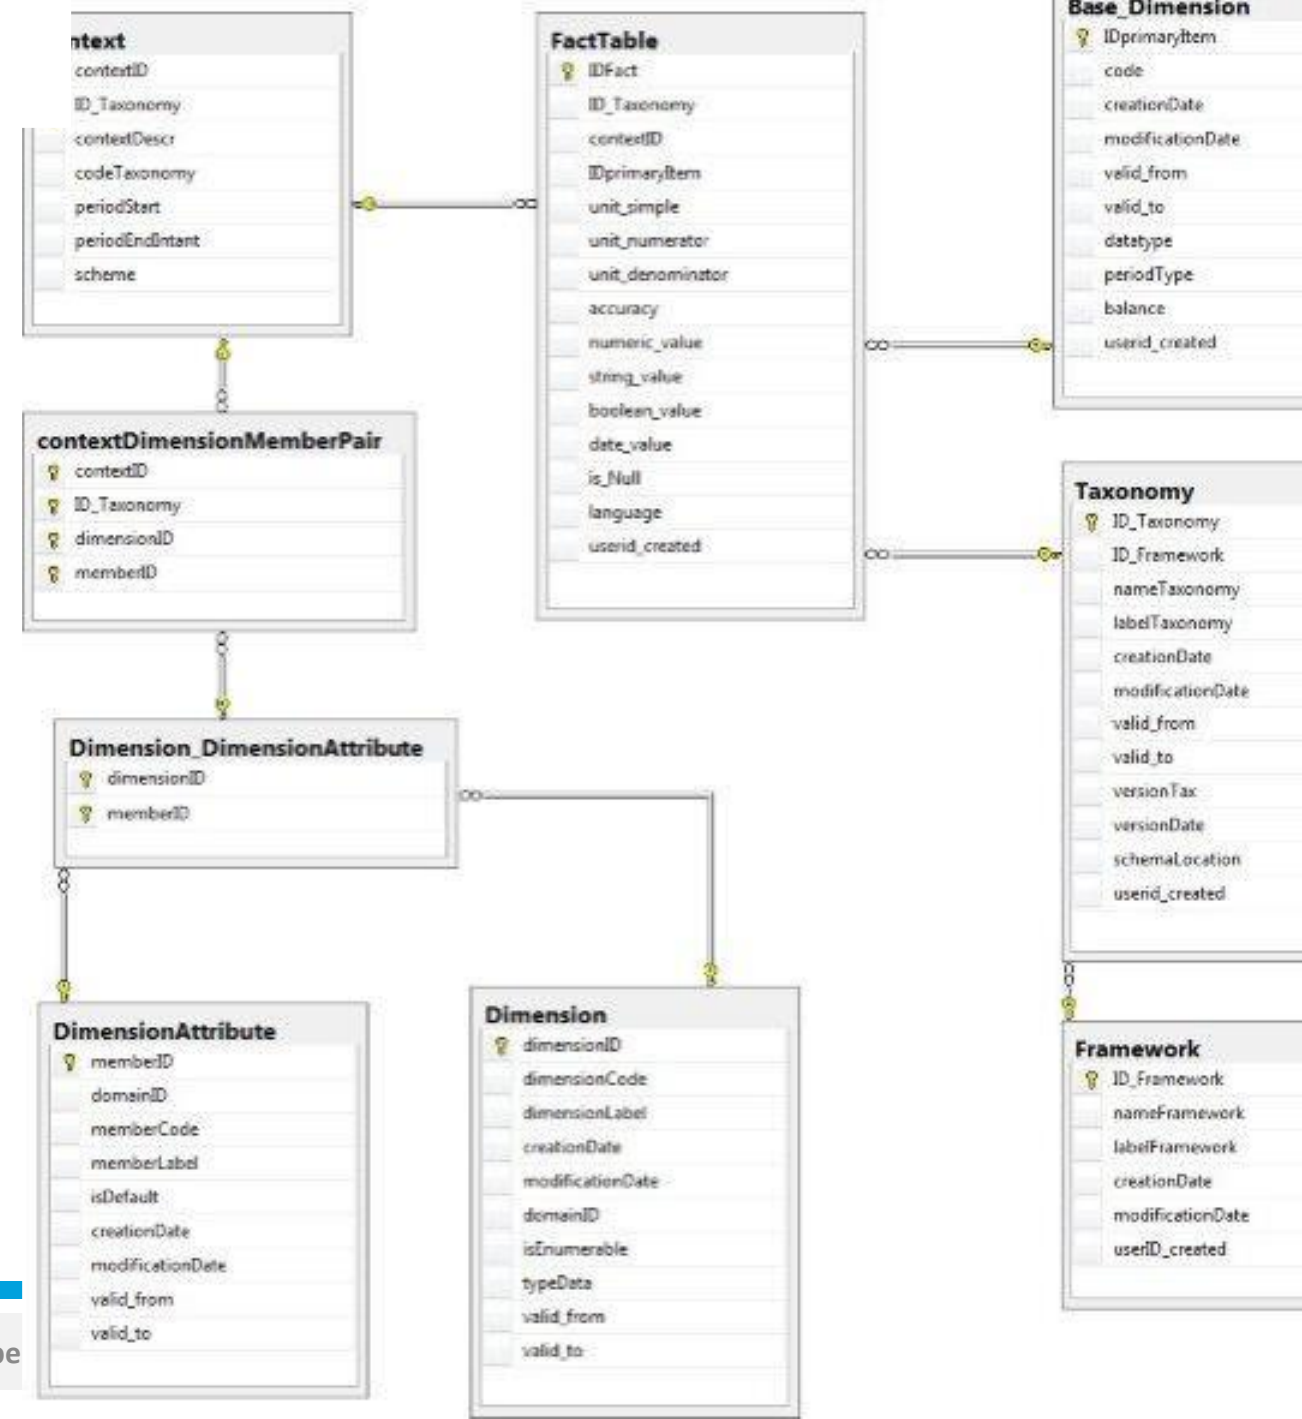 ntext
contextID
ID_Taxonomy
contextDescr
codeTaxonomy
periodStart
periodEndIntant
scheme
FactTable
IDFact
ID_Taxonomy
contextID
IDprimaryItem
unit_simple
unit_numerator
unit_denominator
accuracy
numeric_value
string_value
boolean_value
date_value
is_Null
language
userid_created
Base_Dimension
IDprimaryItem
code
creationDate
modificationDate
valid_from
valid_to
datatype
periodType
balance
userid_created
contextDimensionMemberPair
contextID
ID_Taxonomy
dimensionID
memberID
Taxonomy
ID_Taxonomy
ID_Framework
nameTaxonomy
labelTaxonomy
creationDate
modificationDate
valid_from
valid_to
versionTax
versionDate
schemaLocation
userid_created
Dimension_DimensionAttribute
dimensionID
memberID
DimensionAttribute
memberID
domainID
memberCode
memberLabel
isDefault
creationDate
modificationDate
valid_from
valid_to
Dimension
dimensionID
dimensionCode
dimensionLabel
creationDate
modificationDate
domainID
isEnumerable
typeData
valid_from
valid_to
Framework
ID_Framework
nameFramework
labelFramework
creationDate
modificationDate
userID_created
pe